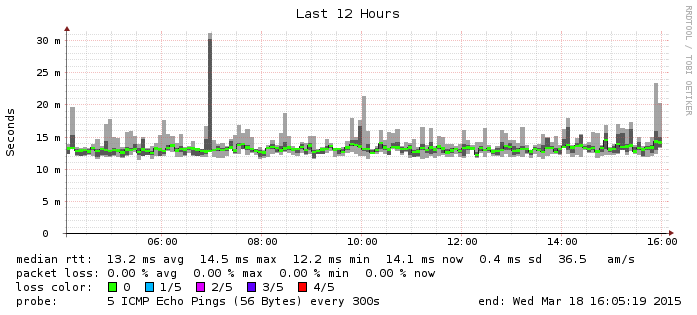 Last 12 Hours
RRDTOOL / TOBI OETIKER
Seconds
30 m
25 m
20 m
15 m
10 m
5 m
0
06:00 08:00 10:00 12:00 14:00 16:00
median rtt: 13.2 ms avg 14.5 ms max 12.2 ms min 14.1 ms now 0.4 ms sd 36.5 am/s
packet loss: 0.00 % avg 0.00 % max 0.00 % min 0.00 % now
loss color: 0 1/5 2/5 3/5 4/5
probe: 5 ICMP Echo Pings (56 Bytes) every 300s end: Wed Mar 18 16:05:19 2015